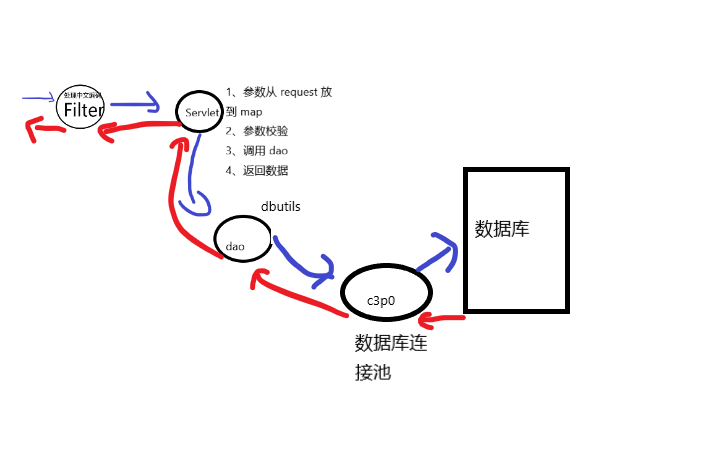 处理中文编码
Filter
Servlet
1、参数从 request 放
到 map
2、参数校验
3、调用 dao
4、返回数据
dbutils
dao
数据库
c3p0
数据库连
接池